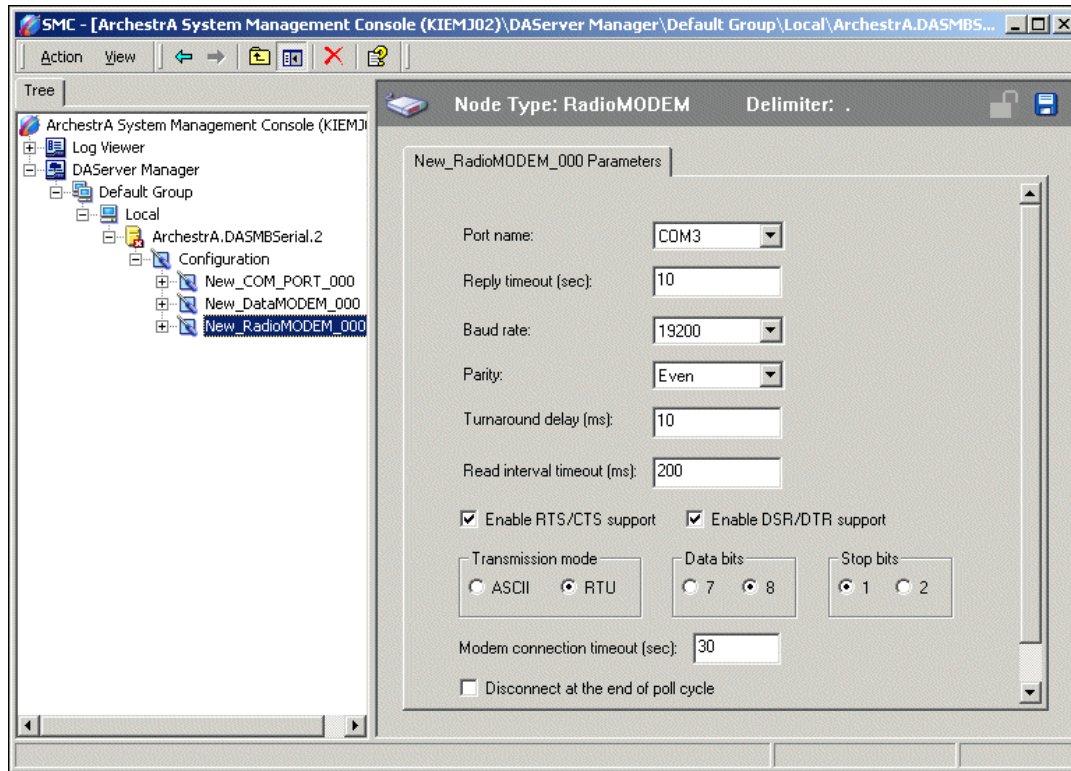 SMC - [ArchestrA System Management Console (KIEMJ02)\DAServer Manager\Default Group\Local\ArchestrA.DASMBS...
Action View
Tree
ArchestrA System Management Console (KIEMJ
Log Viewer
DAServer Manager
Default Group
Local
ArchestrA.DASMBSerial.2
Configuration
New_COM_PORT_000
New_DataMODEM_000
New_RadioMODEM_000
Node Type: RadioMODEM Delimiter: .
New_RadioMODEM_000 Parameters
Port name: COM3
Reply timeout (sec): 10
Baud rate: 19200
Parity: Even
Turnaround delay (ms): 10
Read interval timeout (ms): 200
Enable RTS/CTS support Enable DSR/DTR support
Transmission mode Data bits Stop bits
ASCII RTU 7 8 1 2
Modem connection timeout (sec): 30
Disconnect at the end of poll cycle